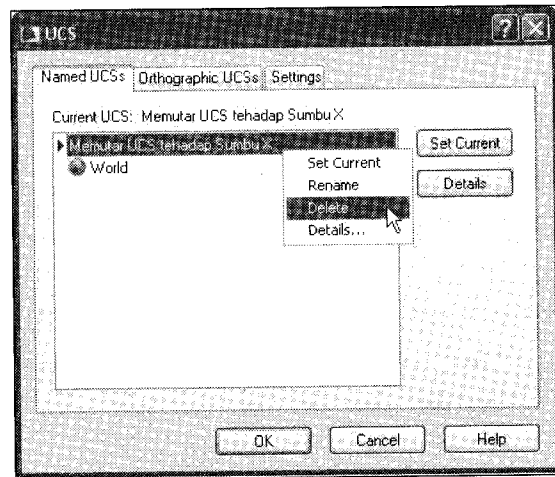 UCS
Named UCSs Orthographic UCSs Settings
Current UCS: Memutar UCS tehadap Sumbu X
Memutar UCS tehadap Sumbu X
Set Current
World
Set Current
Rename
Details
Delete
Details...
OK Cancel Help